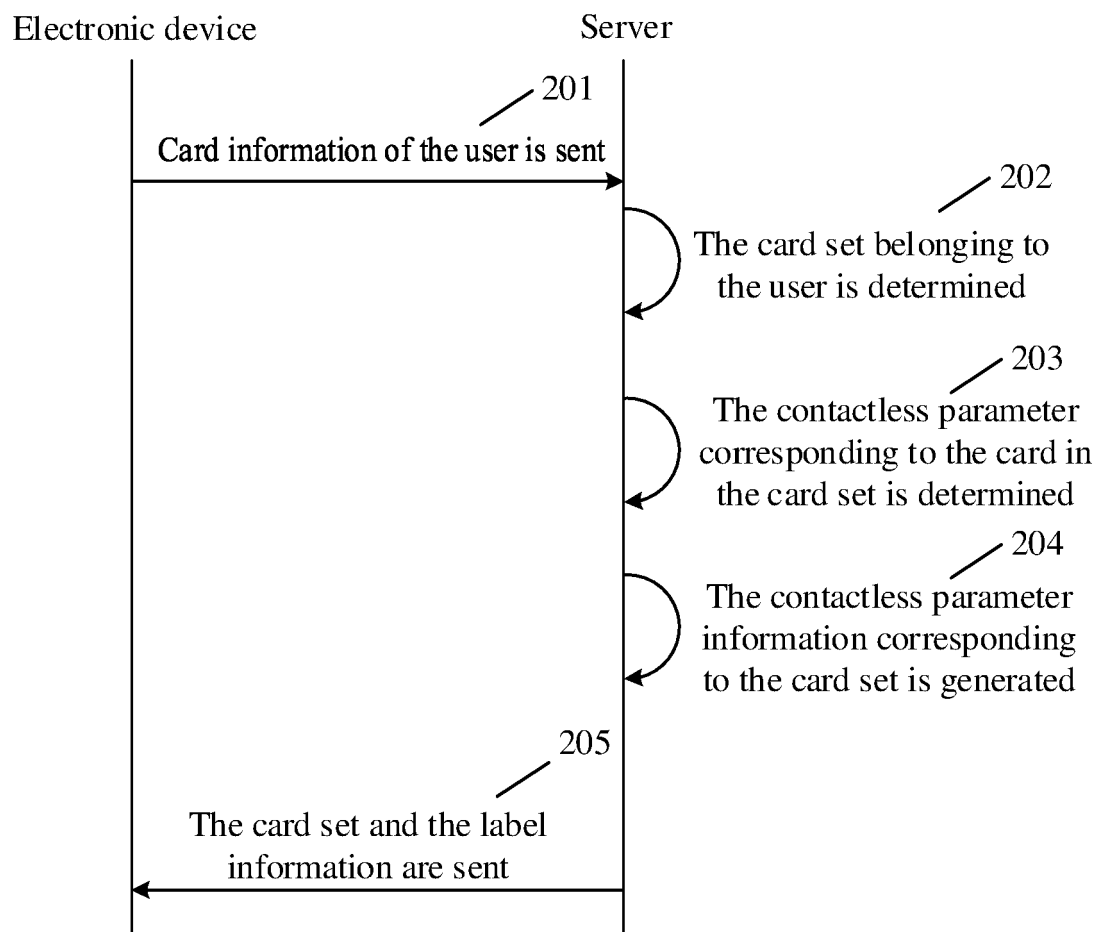 Electronic device
Server
201
Card information of the user is sent
202
The card set belonging to
the user is determined
203
The contactless parameter
corresponding to the card in
the card set is determined
204
The contactless parameter
information corresponding
to the card set is generated
205
The card set and the label
information are sent